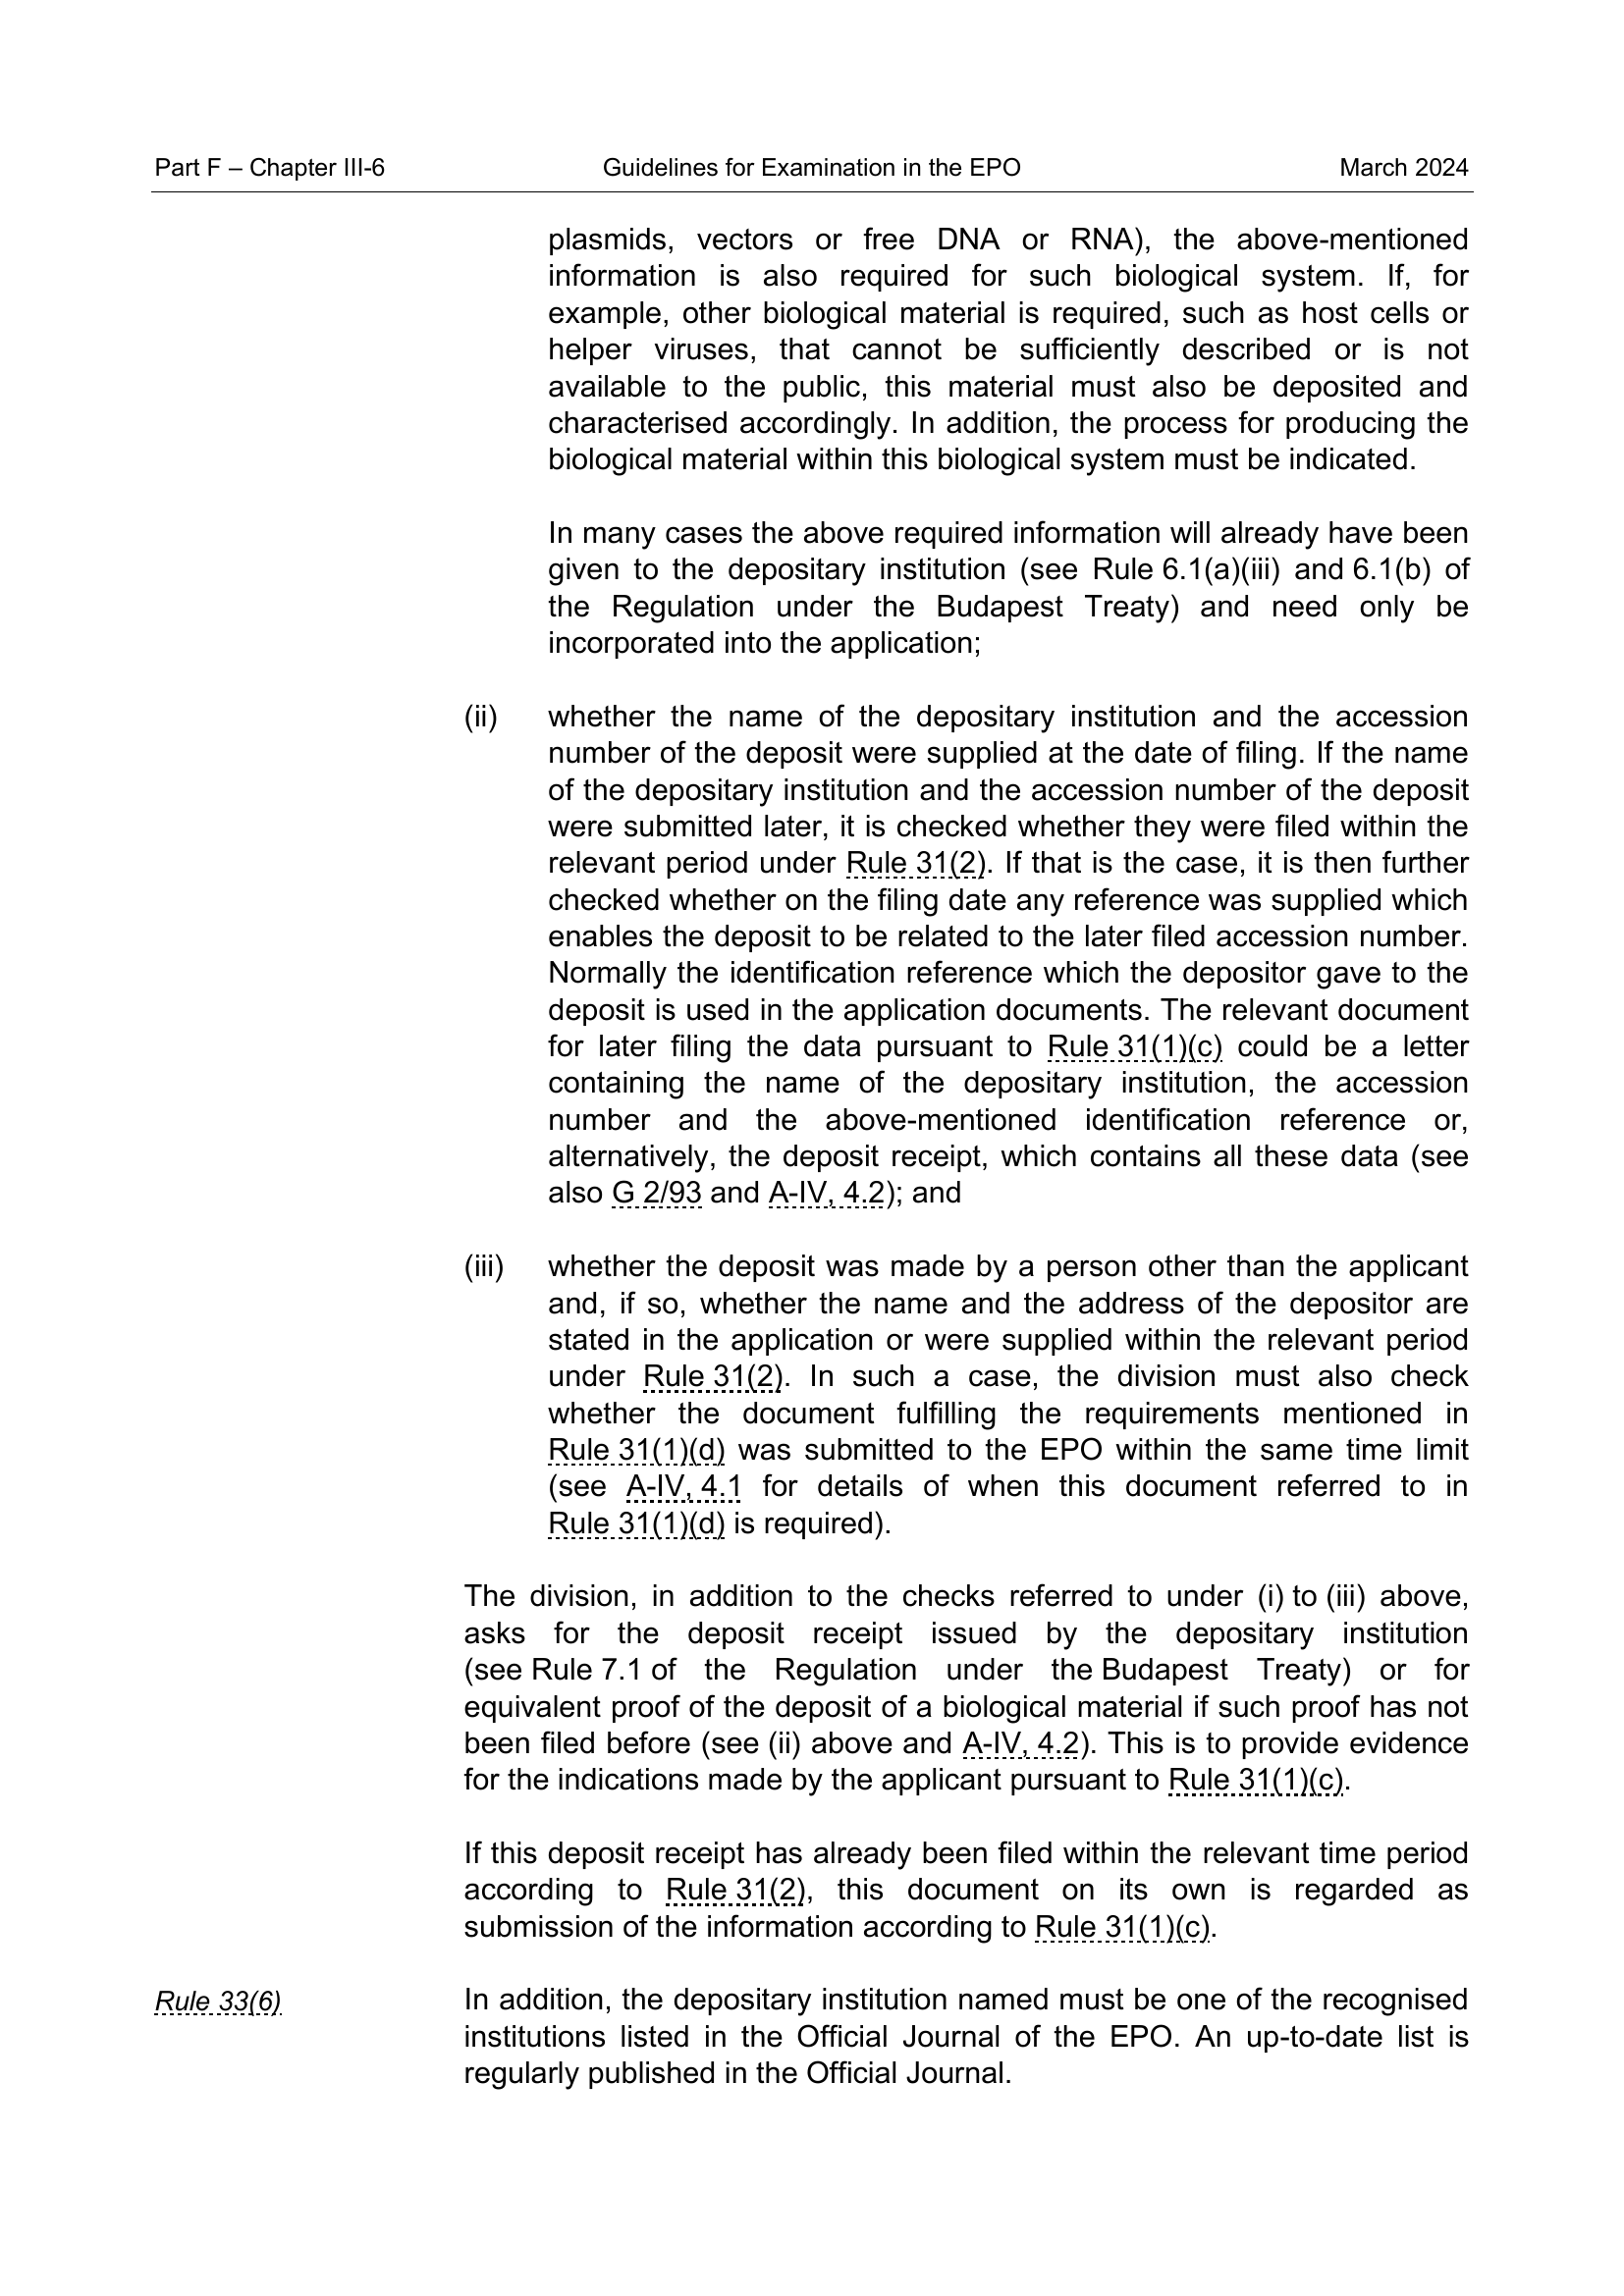 Part F – Chapter III-6 Guidelines for Examination in the EPO March 2024
plasmids, vectors or free DNA or RNA), the above-mentioned
information is also required for such biological system. If, for
example, other biological material is required, such as host cells or
helper viruses, that cannot be sufficiently described or is not
available to the public, this material must also be deposited and
characterised accordingly. In addition, the process for producing the
biological material within this biological system must be indicated.
In many cases the above required information will already have been
given to the depositary institution (see Rule 6.1(a)(iii) and 6.1(b) of
the Regulation under the Budapest Treaty) and need only be
incorporated into the application;
(ii) whether the name of the depositary institution and the accession
number of the deposit were supplied at the date of filing. If the name
of the depositary institution and the accession number of the deposit
were submitted later, it is checked whether they were filed within the
relevant period under Rule 31(2). If that is the case, it is then further
checked whether on the filing date any reference was supplied which
enables the deposit to be related to the later filed accession number.
Normally the identification reference which the depositor gave to the
deposit is used in the application documents. The relevant document
for later filing the data pursuant to Rule 31(1)(c) could be a letter
containing the name of the depositary institution, the accession
number and the above-mentioned identification reference or,
alternatively, the deposit receipt, which contains all these data (see
also G 2/93 and A-IV, 4.2); and
(iii) whether the deposit was made by a person other than the applicant
and, if so, whether the name and the address of the depositor are
stated in the application or were supplied within the relevant period
under Rule 31(2). In such a case, the division must also check
whether the document fulfilling the requirements mentioned in
Rule 31(1)(d) was submitted to the EPO within the same time limit
(see A-IV, 4.1 for details of when this document referred to in
Rule 31(1)(d) is required).
The division, in addition to the checks referred to under (i) to (iii) above,
asks for the deposit receipt issued by the depositary institution
(see Rule 7.1 of the Regulation under the Budapest Treaty) or for
equivalent proof of the deposit of a biological material if such proof has not
been filed before (see (ii) above and A-IV, 4.2). This is to provide evidence
for the indications made by the applicant pursuant to Rule 31(1)(c).
If this deposit receipt has already been filed within the relevant time period
according to Rule 31(2), this document on its own is regarded as
submission of the information according to Rule 31(1)(c).
Rule 33(6) In addition, the depositary institution named must be one of the recognised
institutions listed in the Official Journal of the EPO. An up-to-date list is
regularly published in the Official Journal.